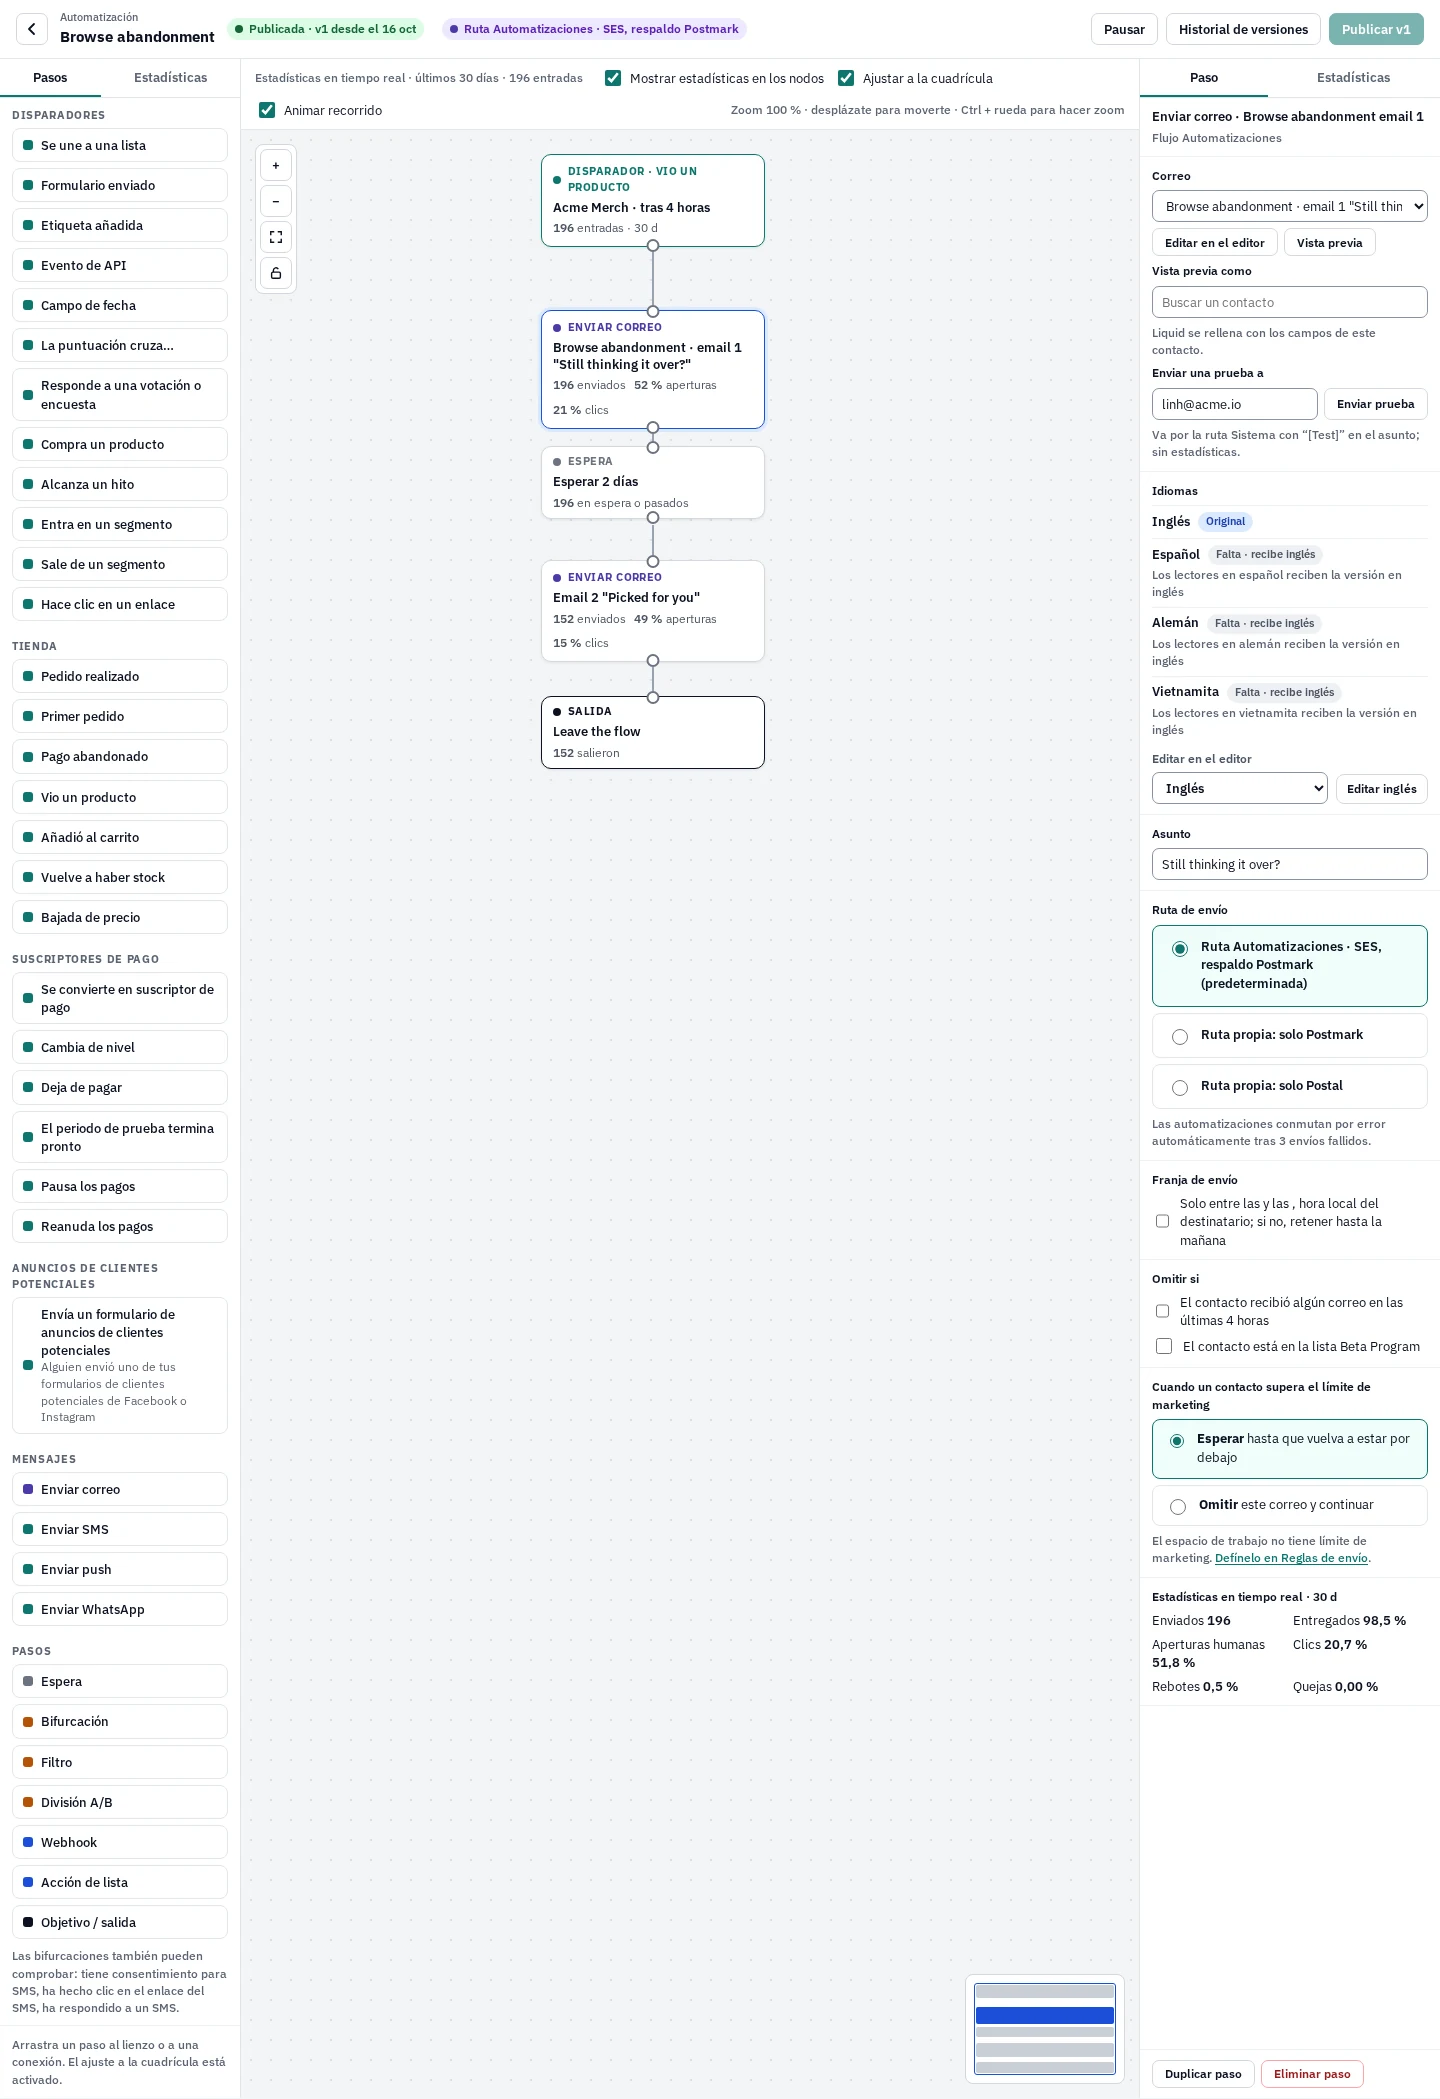 Automatización
Browse abandonment
Publicada · v1 desde el 16 oct
Ruta Automatizaciones · SES, respaldo Postmark
Pausar
Historial de versiones
Publicar v1
Pasos
Estadísticas
DISPARADORES
Se une a una lista
Formulario enviado
Etiqueta añadida
Evento de API
Campo de fecha
La puntuación cruza...
Responde a una votación o
encuesta
Compra un producto
Alcanza un hito
Entra en un segmento
Sale de un segmento
Hace clic en un enlace
TIENDA
Pedido realizado
Primer pedido
Pago abandonado
Vio un producto
Añadió al carrito
Vuelve a haber stock
Bajada de precio
SUSCRIPTORES DE PAGO
Se convierte en suscriptor de
pago
Cambia de nivel
Deja de pagar
El periodo de prueba termina
pronto
Pausa los pagos
Reanuda los pagos
ANUNCIOS DE CLIENTES
POTENCIALES
Envía un formulario de
anuncios de clientes
potenciales
Alguien envió uno de tus
formularios de clientes
potenciales de Facebook o
Instagram
MENSAJES
Enviar correo
Enviar SMS
Enviar push
Enviar WhatsApp
PASOS
Espera
Bifurcación
Filtro
División A/B
Webhook
Acción de lista
Objetivo / salida
Las bifurcaciones también pueden
comprobar: tiene consentimiento para
SMS, ha hecho clic en el enlace del
SMS, ha respondido a un SMS.
Arrastra un paso al lienzo o a una
conexión. El ajuste a la cuadrícula está
activado.
Estadísticas en tiempo real · últimos 30 días · 196 entradas
Mostrar estadísticas en los nodos
Ajustar a la cuadrícula
Animar recorrido
Zoom 100 % · desplázate para moverte · Ctrl + rueda para hacer zoom
+
−
DISPARADOR · VIO UN
PRODUCTO
Acme Merch · tras 4 horas
196 entradas · 30 d
ENVIAR CORREO
Browse abandonment · email 1
"Still thinking it over?"
196 enviados 52 % aperturas
21 % clics
ESPERA
Esperar 2 días
196 en espera o pasados
ENVIAR CORREO
Email 2 "Picked for you"
152 enviados 49 % aperturas
15 % clics
SALIDA
Leave the flow
152 salieron
Paso
Estadísticas
Enviar correo · Browse abandonment email 1
Flujo Automatizaciones
Correo
Browse abandonment · email 1 "Still thin
Editar en el editor
Vista previa
Vista previa como
Buscar un contacto
Liquid se rellena con los campos de este
contacto.
Enviar una prueba a
linh@acme.io
Enviar prueba
Va por la ruta Sistema con “[Test]” en el asunto;
sin estadísticas.
Idiomas
Inglés Original
Español Falta · recibe inglés
Los lectores en español reciben la versión en
inglés
Alemán Falta · recibe inglés
Los lectores en alemán reciben la versión en
inglés
Vietnamita Falta · recibe inglés
Los lectores en vietnamita reciben la versión en
inglés
Editar en el editor
Inglés
Editar inglés
Asunto
Still thinking it over?
Ruta de envío
Ruta Automatizaciones · SES,
respaldo Postmark
(predeterminada)
Ruta propia: solo Postmark
Ruta propia: solo Postal
Las automatizaciones conmutan por error
automáticamente tras 3 envíos fallidos.
Franja de envío
Solo entre las y las , hora local del
destinatario; si no, retener hasta la
mañana
Omitir si
El contacto recibió algún correo en las
últimas 4 horas
El contacto está en la lista Beta Program
Cuando un contacto supera el límite de
marketing
Esperar hasta que vuelva a estar por
debajo
Omitir este correo y continuar
El espacio de trabajo no tiene límite de
marketing. Defínelo en Reglas de envío.
Estadísticas en tiempo real · 30 d
Enviados 196
Entregados 98,5 %
Aperturas humanas
51,8 %
Clics 20,7 %
Rebotes 0,5 %
Quejas 0,00 %
Duplicar paso
Eliminar paso